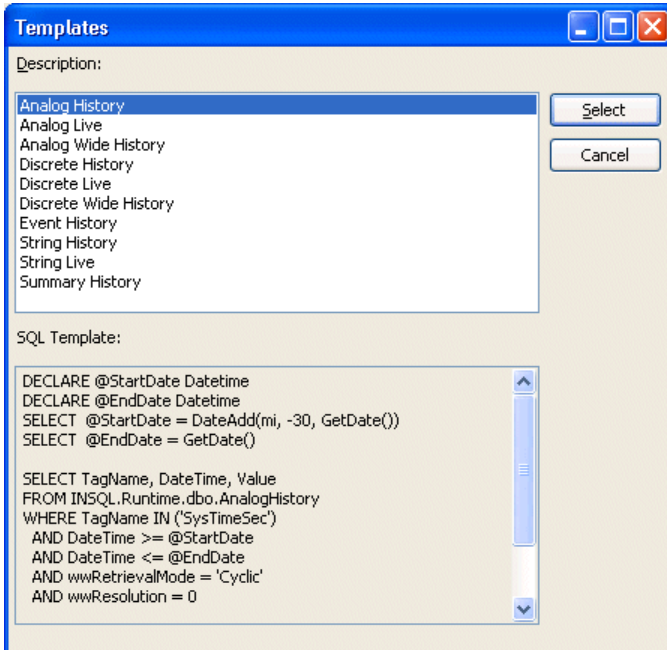 Templates
Description:
Analog History
Analog Live
Analog Wide History
Discrete History
Discrete Live
Discrete Wide History
Event History
String History
String Live
Summary History
Select
Cancel
SQL Template:
DECLARE @StartDate Datetime
DECLARE @EndDate Datetime
SELECT  @StartDate = DateAdd(mi, -30, GetDate())
SELECT  @EndDate = GetDate()
SELECT TagName, DateTime, Value
FROM INSQL.Runtime.dbo.AnalogHistory
WHERE TagName IN ('SysTimeSec')
AND DateTime >= @StartDate
AND DateTime <= @EndDate
AND wwRetrievalMode = 'Cyclic'
AND wwResolution = 0